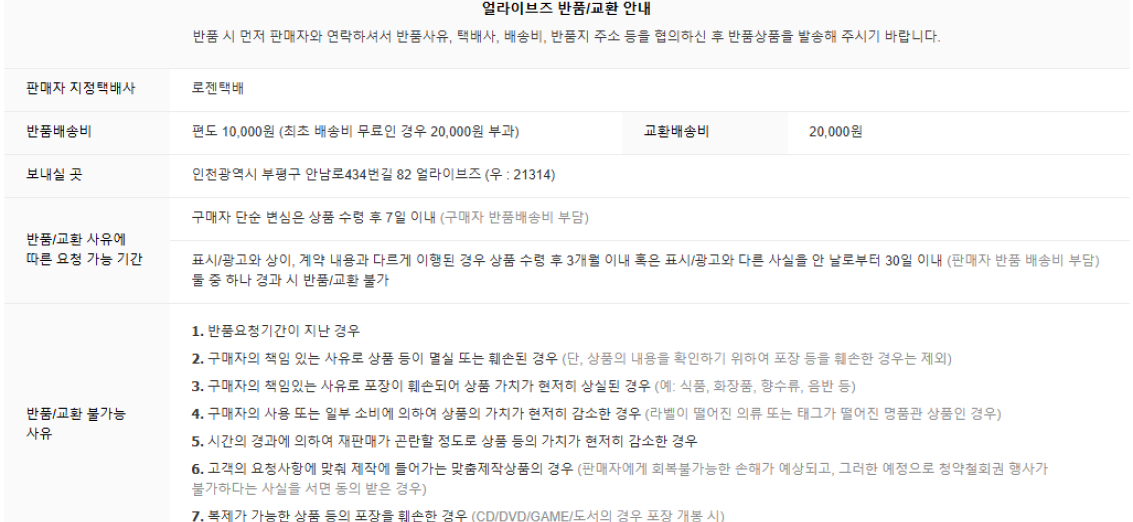 얼라이브즈 반품/교환 안내
반품 시 먼저 판매자와 연락하셔서 반품사유, 택배사, 배송비, 반품지 주소 등을 협의하신 후 반품상품을 발송해 주시기 바랍니다.
판매자 지정택배사 로젠택배
반품배송비 편도 10,000원 (최초 배송비 무료인 경우 20,000원 부과) 교환배송비 20,000원
보내실 곳 인천광역시 부평구 안남로434번길 82 얼라이브즈 (우 : 21314)
반품/교환 사유에
따른 요청 가능 기간
구매자 단순 변심은 상품 수령 후 7일 이내 (구매자 반품배송비 부담)
표시/광고와 상이, 계약 내용과 다르게 이행된 경우 상품 수령 후 3개월 이내 혹은 표시/광고와 다른 사실을 안 날로부터 30일 이내 (판매자 반품 배송비 부담)
둘 중 하나 경과 시 반품/교환 불가
반품/교환 불가능
사유
1. 반품요청기간이 지난 경우
2. 구매자의 책임 있는 사유로 상품 등이 멸실 또는 훼손된 경우 (단, 상품의 내용을 확인하기 위하여 포장 등을 훼손한 경우는 제외)
3. 구매자의 책임있는 사유로 포장이 훼손되어 상품 가치가 현저히 상실된 경우 (예: 식품, 화장품, 향수류, 음반 등)
4. 구매자의 사용 또는 일부 소비에 의하여 상품의 가치가 현저히 감소한 경우 (라벨이 떨어진 의류 또는 태그가 떨어진 명품관 상품인 경우)
5. 시간의 경과에 의하여 재판매가 곤란할 정도로 상품 등의 가치가 현저히 감소한 경우
6. 고객의 요청사항에 맞춰 제작에 들어가는 맞춤제작상품의 경우 (판매자에게 회복불가능한 손해가 예상되고, 그러한 예정으로 청약철회권 행사가
불가하다는 사실을 서면 동의 받은 경우)
7. 복제가 가능한 상품 등의 포장을 훼손한 경우 (CD/DVD/GAME/도서의 경우 포장 개봉 시)